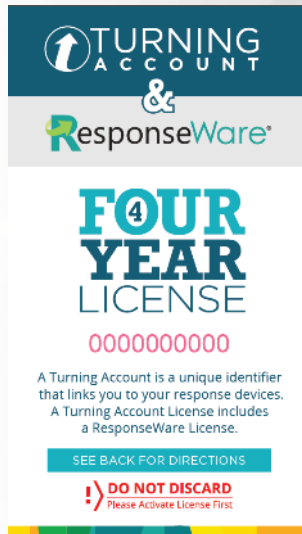 TURNING
ACCOUNT
&
ResponseWare®
FOUR
4
YEAR
LICENSE
0000000000
A Turning Account is a unique identifier
that links you to your response devices.
A Turning Account License includes
a ResponseWare License.
SEE BACK FOR DIRECTIONS
! DO NOT DISCARD
Please Activate License First